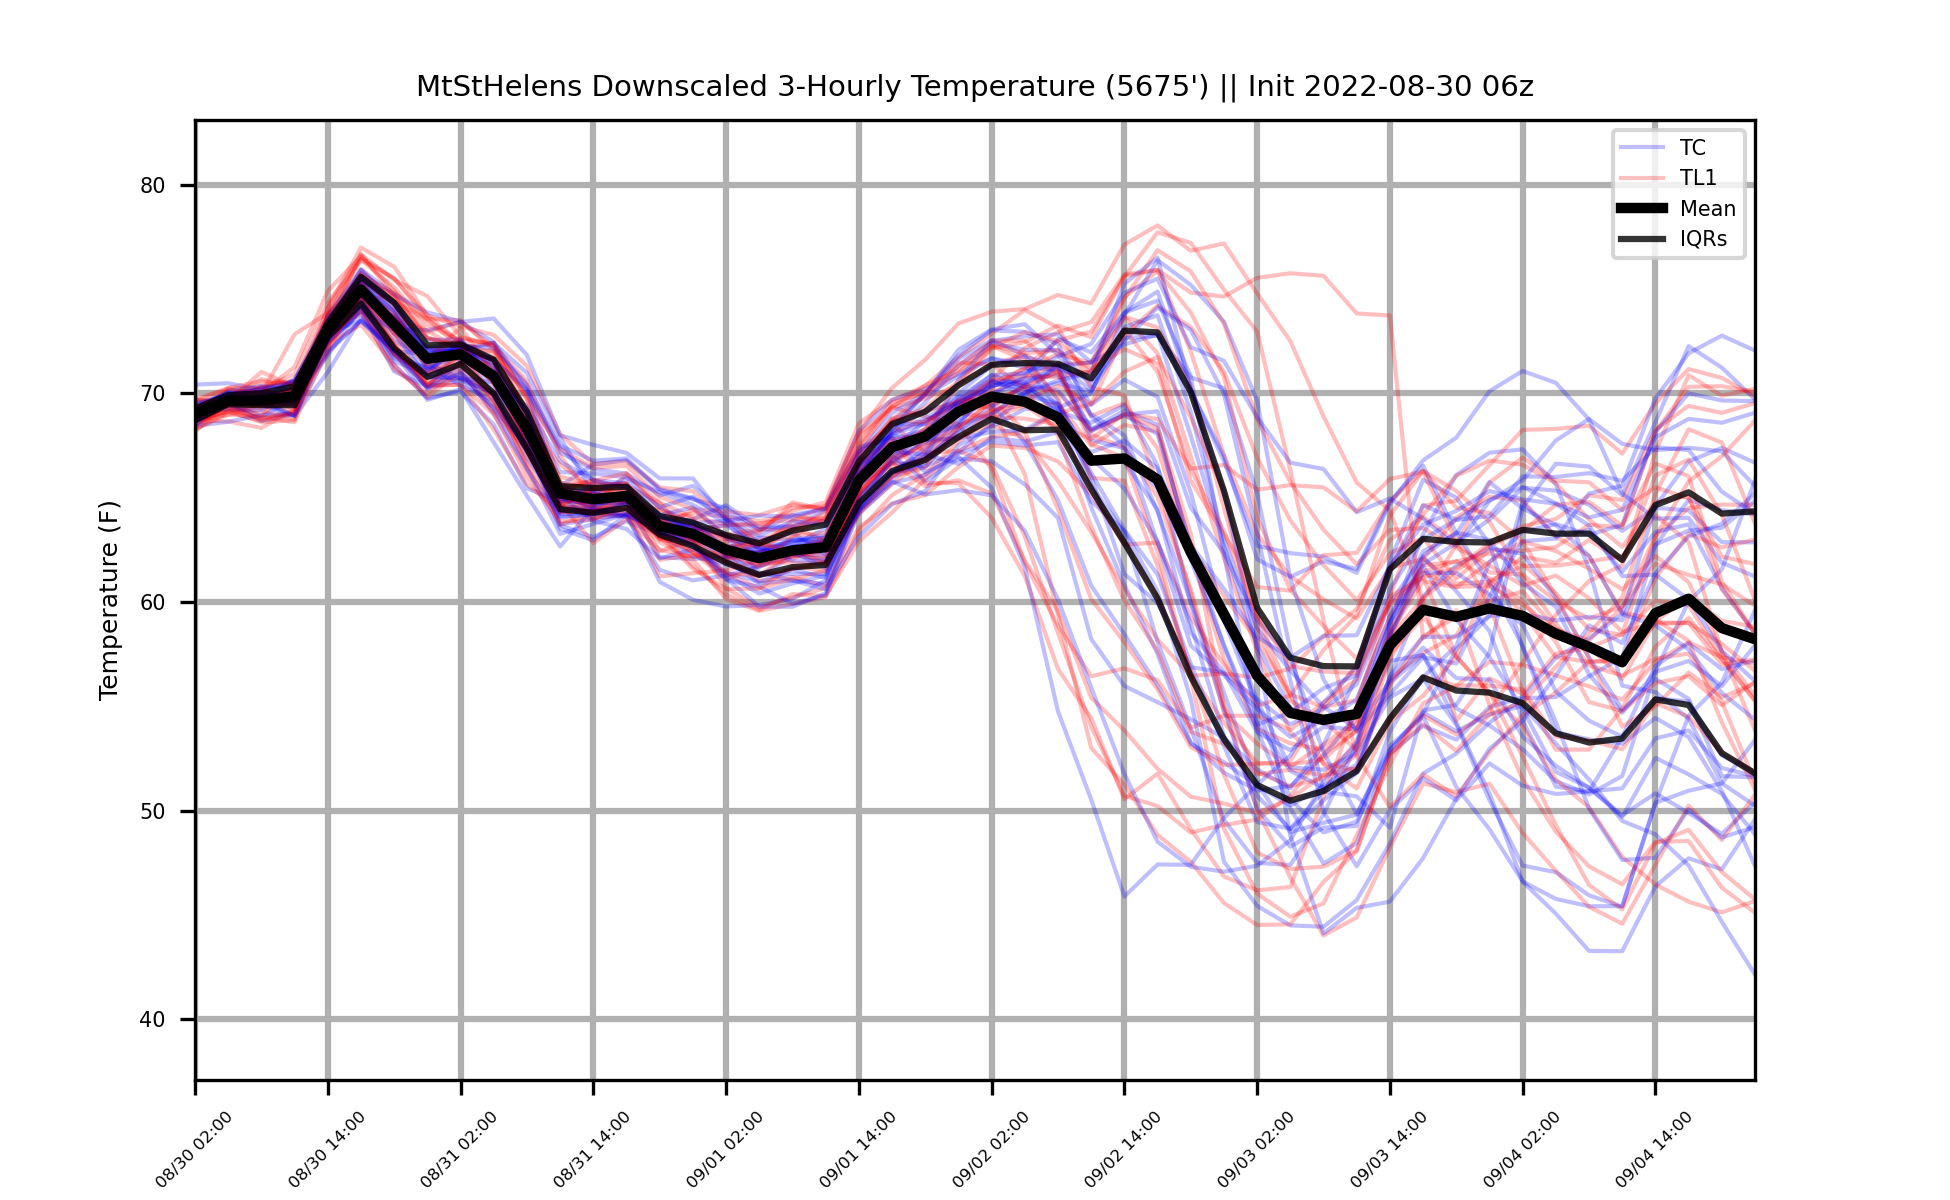 MtStHelens Downscaled 3-Hourly Temperature (5675') || Init 2022-08-30 06z
TC
TL1
Mean
IQRs
Temperature (F)
80
70
60
50
40
08/30 02:00
08/30 14:00
08/31 02:00
08/31 14:00
09/01 02:00
09/01 14:00
09/02 02:00
09/02 14:00
09/03 02:00
09/03 14:00
09/04 02:00
09/04 14:00